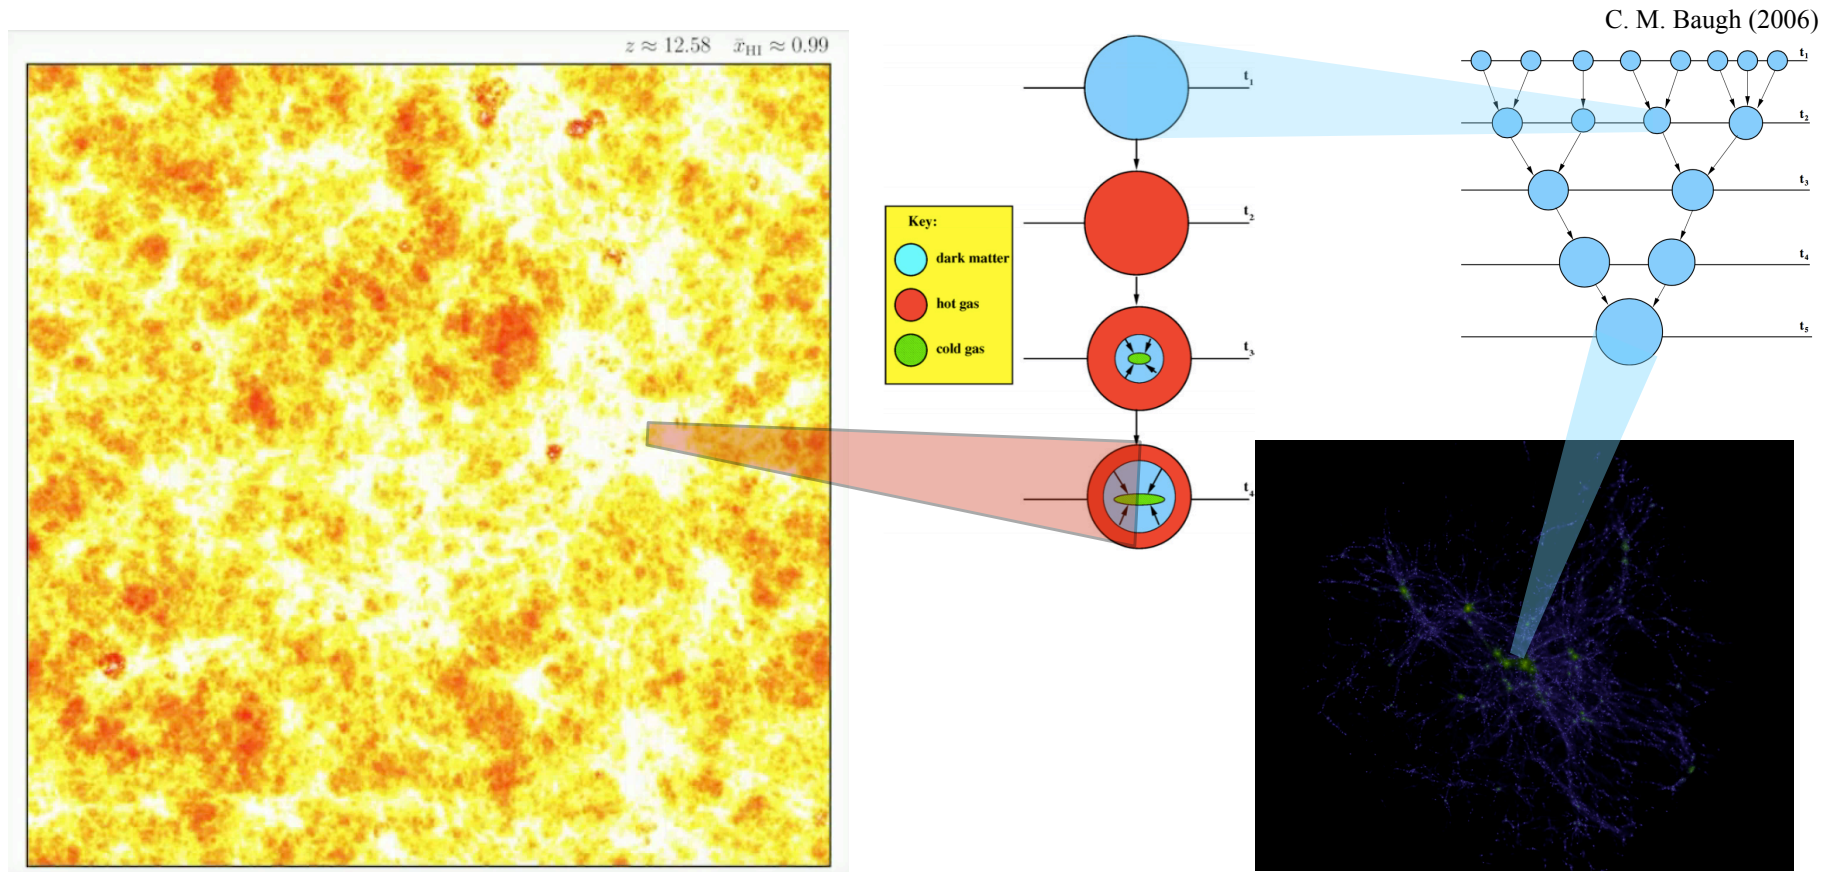 C. M. Baugh (2006)
z ≈ 12.58 x̄HI ≈ 0.99
t1
t2
t3
t4
Key:
dark matter
hot gas
cold gas
t1
t2
t3
t4
t5